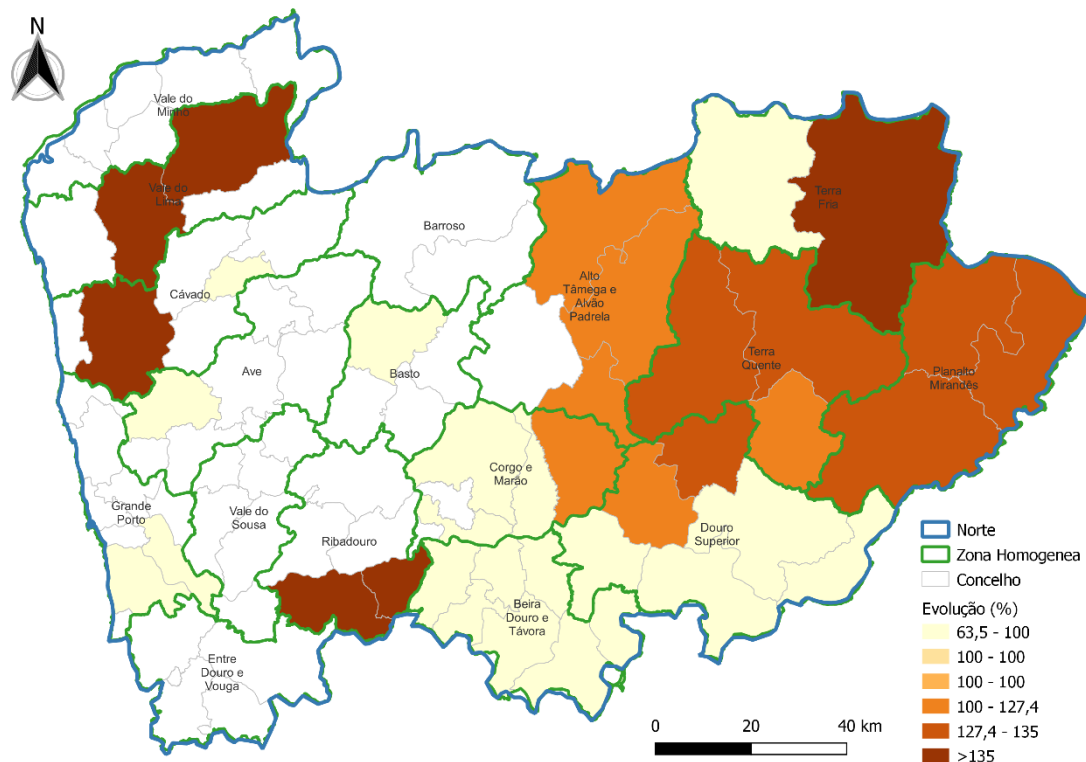 N
Vale do
Minho
Vale do
Lima
Terra
Fria
Barroso
Cávado
Alto
Tâmega e
Alvão
Padrela
Ave
Basto
Terra
Quente
Planalto
Mirandês
Corgo e
Marão
Grande
Porto
Vale do
Sousa
Ribadouro
Douro
Superior
Beira
Douro e
Távora
Entre
Douro e
Vouga
Norte
Zona Homogenea
Concelho
Evolução (%)
63,5 - 100
100 - 100
100 - 100
100 - 127,4
127,4 - 135
>135
0 20 40 km